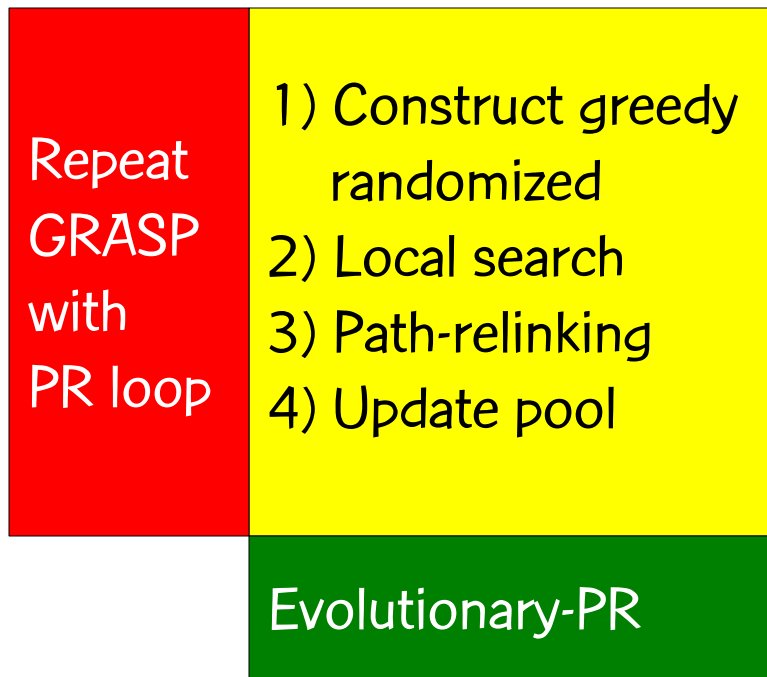 Repeat
GRASP
with
PR loop
1) Construct greedy
randomized
2) Local search
3) Path-relinking
4) Update pool
Evolutionary-PR